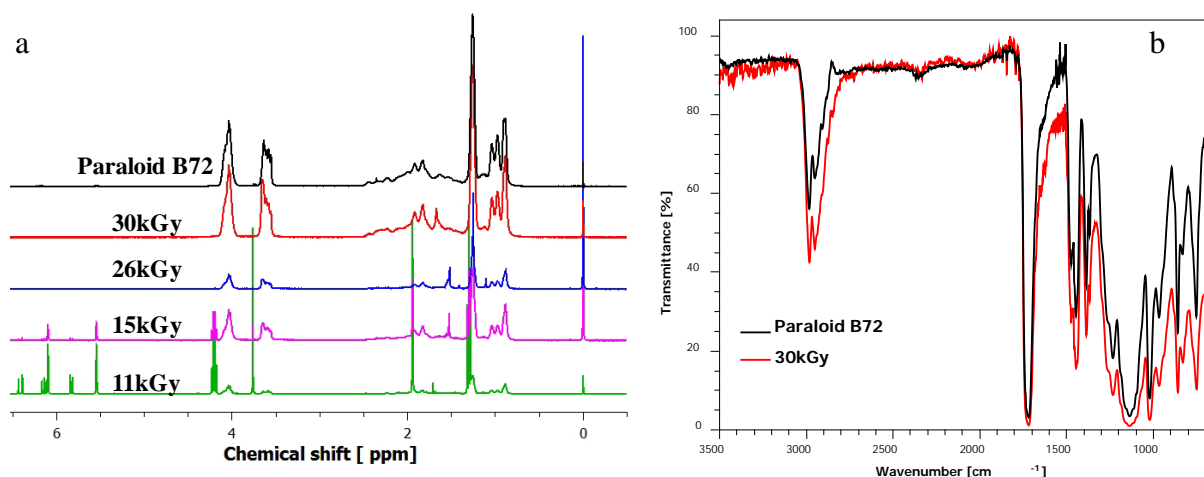 a
Paraloid B72
30kGy
26kGy
15kGy
11kGy
6 4 2 0
Chemical shift [ ppm]
b
100
80
60
40
20
0
Transmittance [%]
Paraloid B72
30kGy
3500 3000 2500 2000 1500 1000
Wavenumber [cm -1]